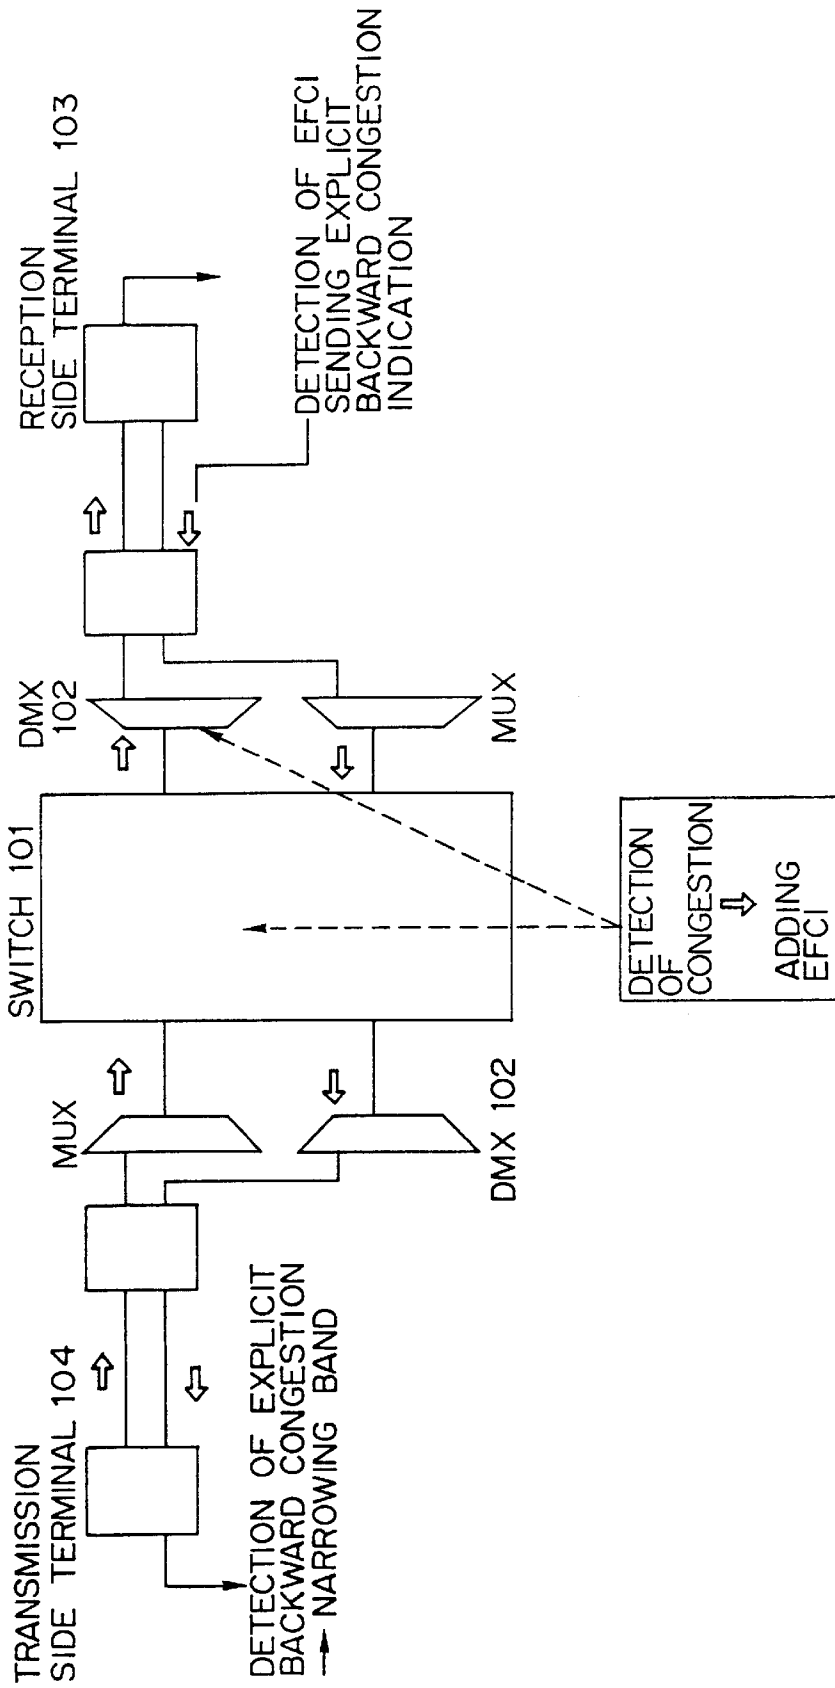 TRANSMISSION
SIDE TERMINAL 104
MUX
SWITCH 101
DMX
102
RECEPTION
SIDE TERMINAL 103
DETECTION OF EXPLICIT
BACKWARD CONGESTION
→ NARROWING BAND
DMX 102
MUX
DETECTION OF EFCI
SENDING EXPLICIT
BACKWARD CONGESTION
INDICATION
DETECTION
OF
CONGESTION
⇨
ADDING
EFCI